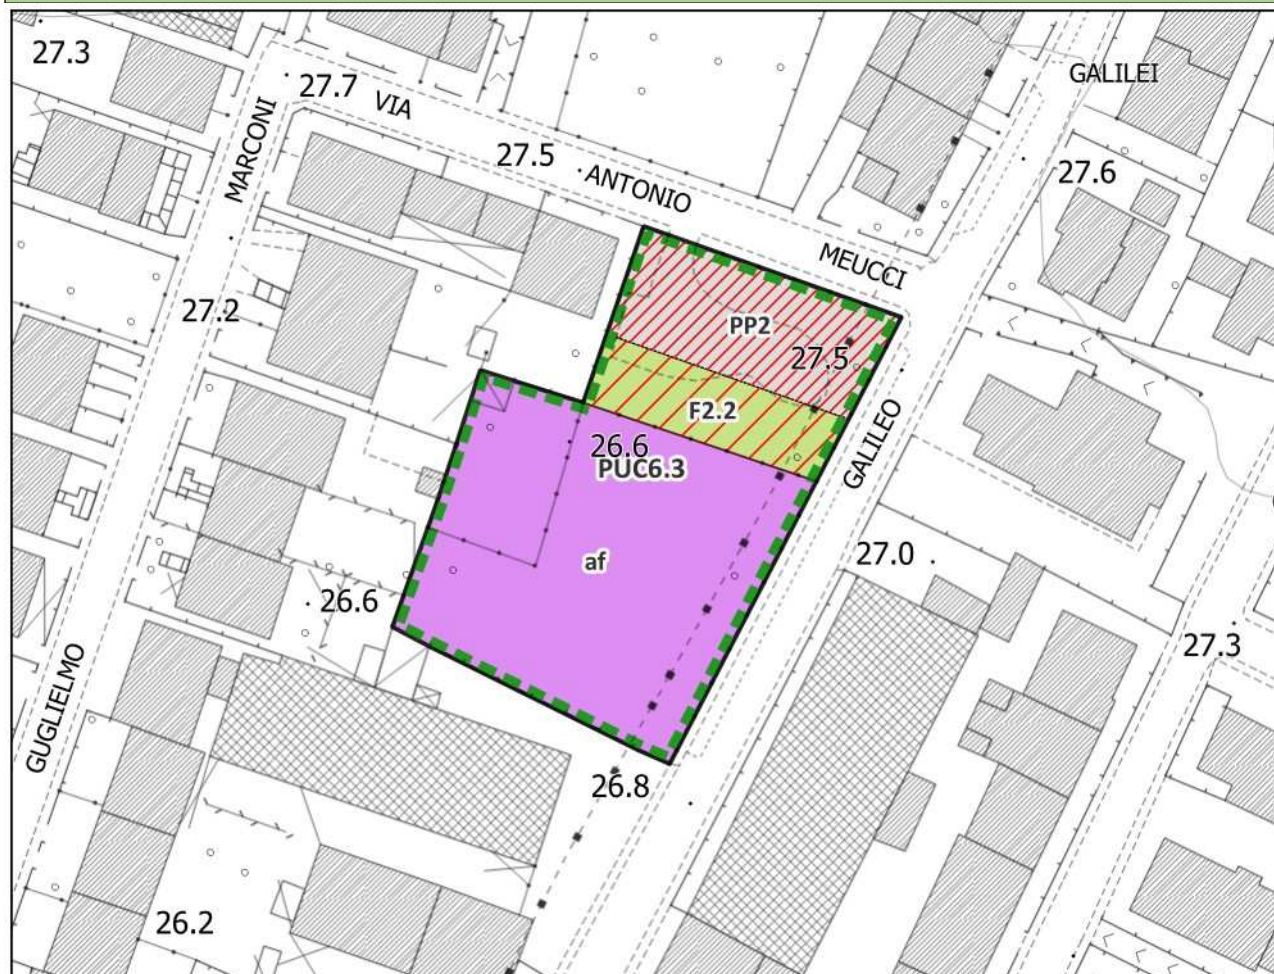 27.3
27.7
VIA
GALILEI
MARCONI
27.5
ANTONIO
27.6
MEUCCI
27.2
PP2
27.5
F2.2
GALILEO
26.6
PUC6.3
af
27.0
26.6
27.3
GUGLIELMO
26.8
26.2